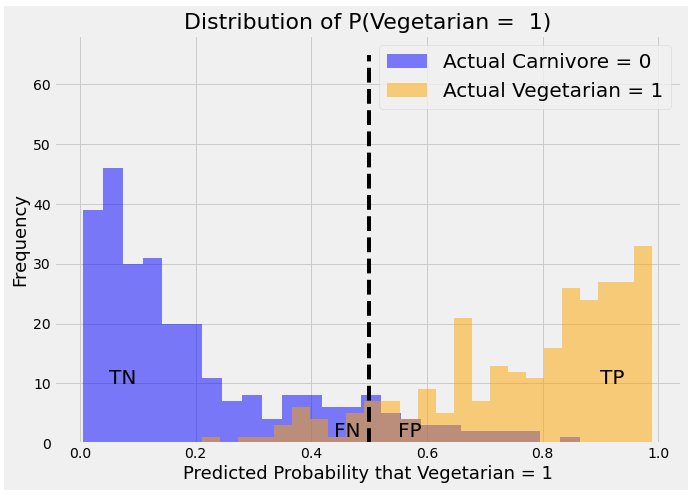 Distribution of P(Vegetarian =  1)
Actual Carnivore = 0
Actual Vegetarian = 1
Frequency
60
50
40
30
20
10
0
TN
FN
FP
TP
0.0
0.2
0.4
0.6
0.8
1.0
Predicted Probability that Vegetarian = 1